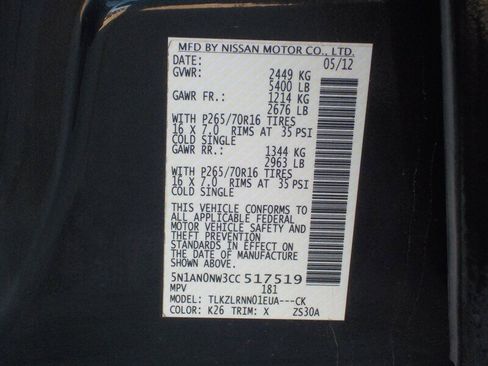 MFD BY NISSAN MOTOR CO., LTD.
DATE: 05/12
GVWR: 2449 KG
5400 LB
GAWR FR.: 1214 KG
2676 LB
WITH P265/70R16 TIRES
16 X 7.0 RIMS AT 35 PSI
COLD SINGLE
GAWR RR.: 1344 KG
2963 LB
WITH P265/70R16 TIRES
16 X 7.0 RIMS AT 35 PSI
COLD SINGLE
THIS VEHICLE CONFORMS TO
ALL APPLICABLE FEDERAL
MOTOR VEHICLE SAFETY AND
THEFT PREVENTION
STANDARDS IN EFFECT ON
THE DATE OF MANUFACTURE
SHOWN ABOVE.
5N1AN0NW3CC 517519
MPV 181
MODEL: TLKZLRNN01EUA---CK
COLOR: K26 TRIM: X ZS30A